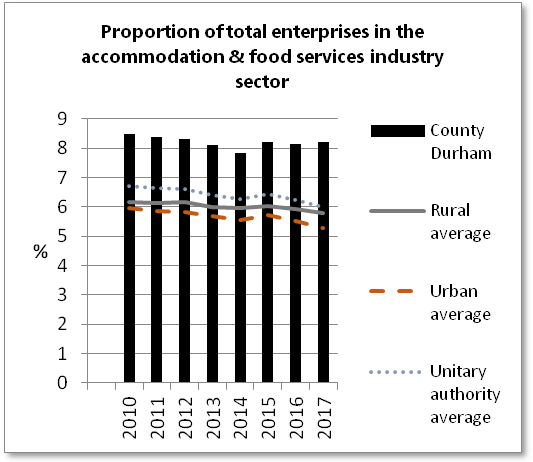 Proportion of total enterprises in the
accommodation & food services industry
sector
9
8
7
6
5
4
3
2
1
0
%
2010
2011
2012
2013
2014
2015
2016
2017
County
Durham
Rural
average
Urban
average
Unitary
authority
average